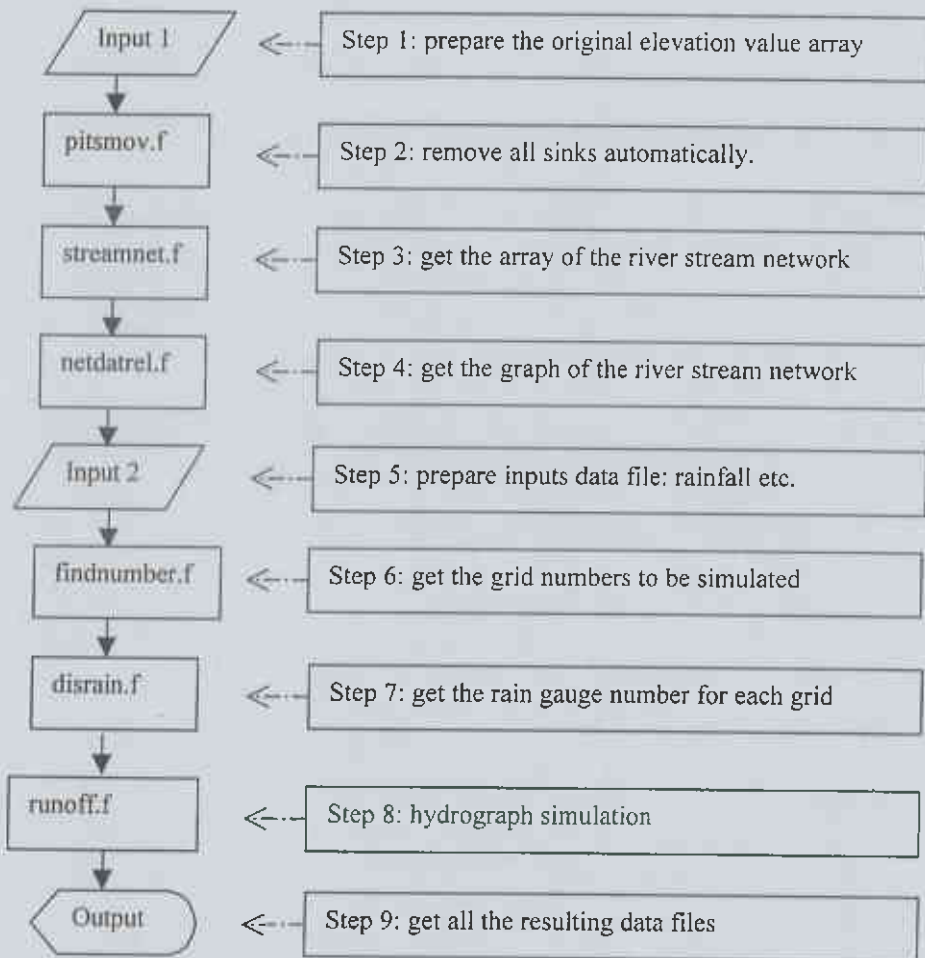 Input 1
Step 1: prepare the original elevation value array
pitsmov.f
Step 2: remove all sinks automatically.
streamnet.f
Step 3: get the array of the river stream network
netdatrel.f
Step 4: get the graph of the river stream network
Input 2
Step 5: prepare inputs data file: rainfall etc.
findnumber.f
Step 6: get the grid numbers to be simulated
disrain.f
Step 7: get the rain gauge number for each grid
runoff.f
Step 8: hydrograph simulation
Output
Step 9: get all the resulting data files